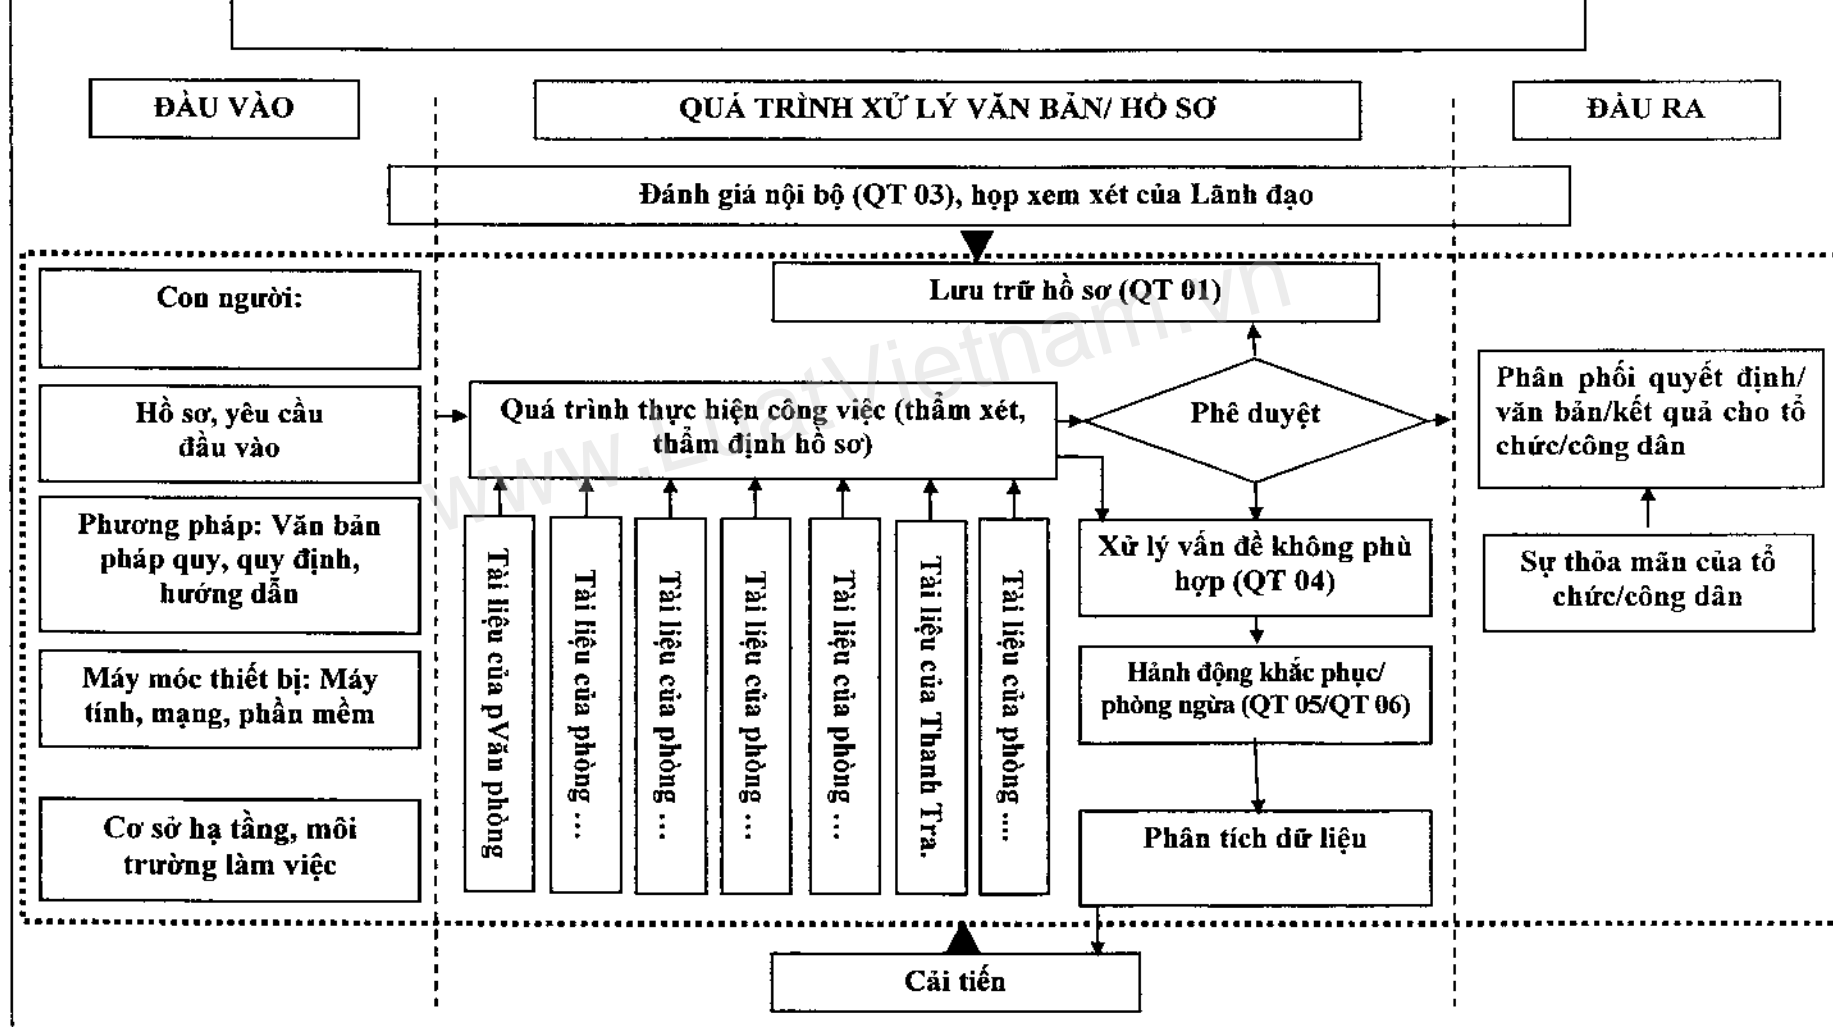 ĐẦU VÀO
QUÁ TRÌNH XỬ LÝ VĂN BẢN/ HỒ SƠ
ĐẦU RA
Đánh giá nội bộ (QT 03), họp xem xét của Lãnh đạo
Con người:
Lưu trữ hồ sơ (QT 01)
Hồ sơ, yêu cầu
đầu vào
Quá trình thực hiện công việc (thẩm xét,
thẩm định hồ sơ)
Phê duyệt
Phân phối quyết định/
văn bản/kết quả cho tổ
chức/công dân
Phương pháp: Văn bản
pháp quy, quy định,
hướng dẫn
Tài liệu của pVăn phòng
Tài liệu của phòng ...
Tài liệu của phòng ...
Tài liệu của phòng ...
Tài liệu của phòng ...
Tài liệu của Thanh Tra.
Tài liệu của phòng ....
Xử lý vấn đề không phù
hợp (QT 04)
Sự thỏa mãn của tổ
chức/công dân
Máy móc thiết bị: Máy
tính, mạng, phần mềm
Hảnh động khắc phục/
phòng ngừa (QT 05/QT 06)
Cơ sở hạ tầng, môi
trường làm việc
Phân tích dữ liệu
Cải tiến
www.LuatVietnam.vn